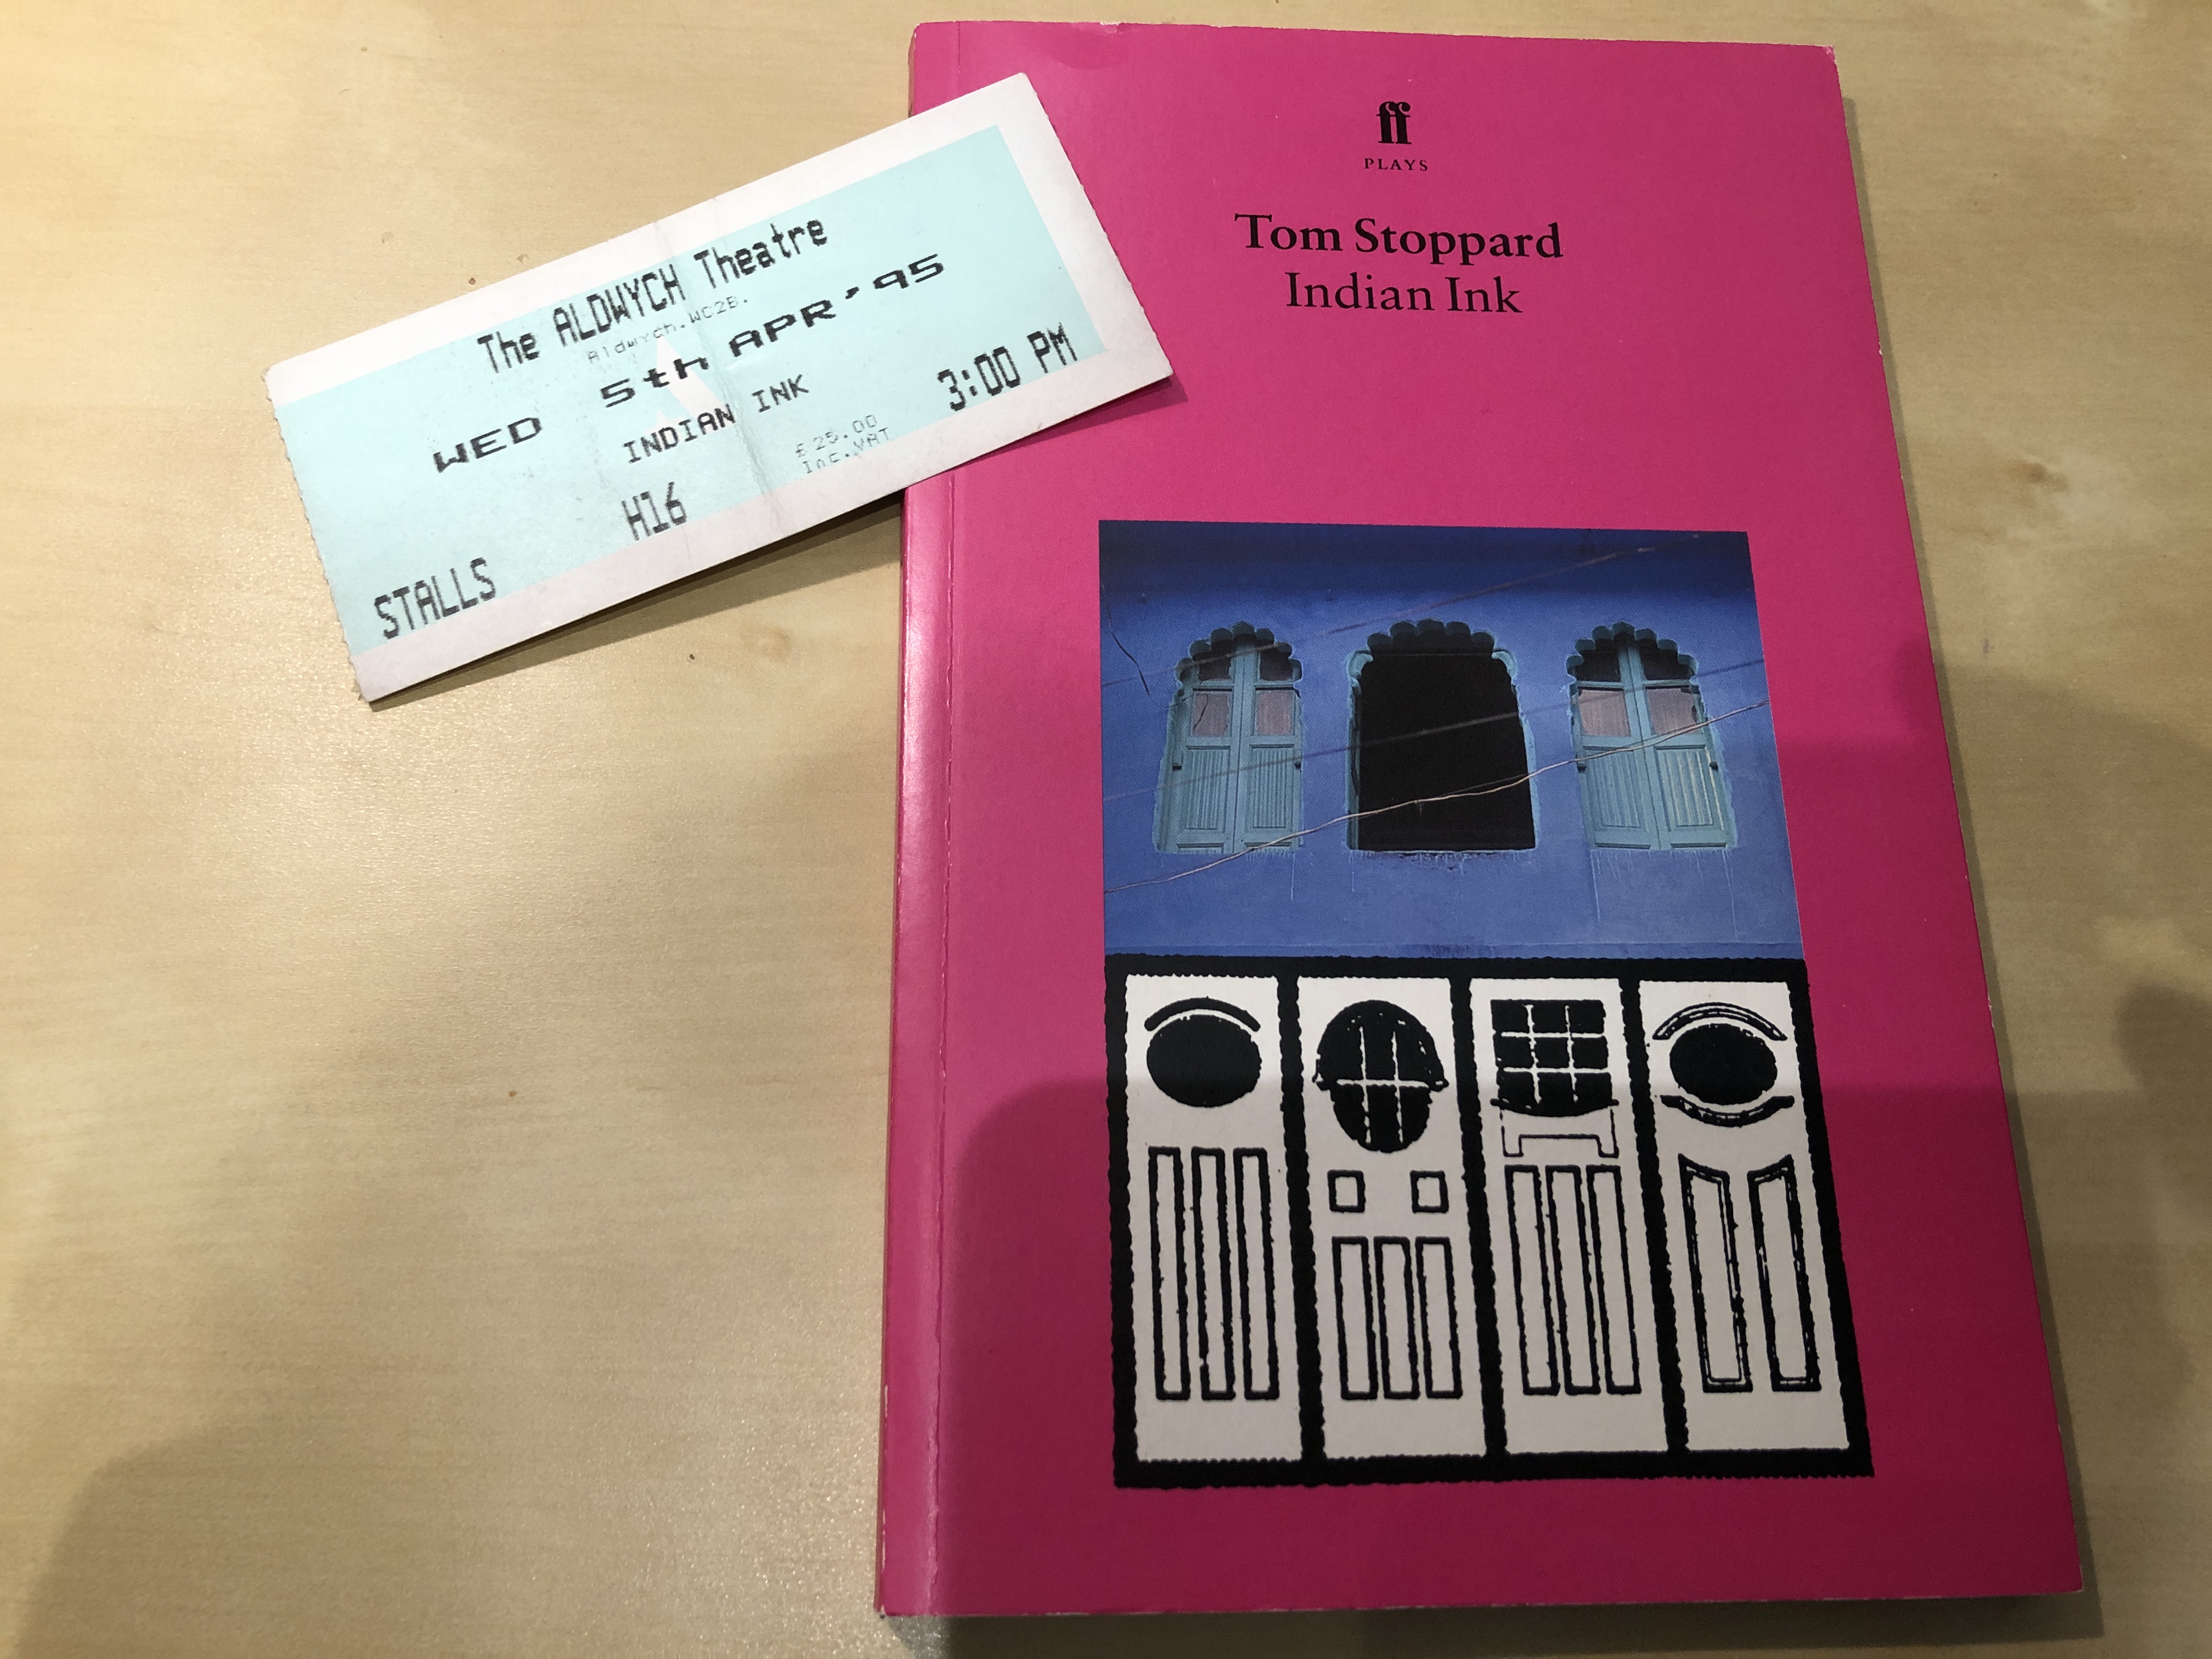 The ALDWYCH Theatre
Aldwych.WC2B.
WED 5th APR'95
INDIAN INK 3:00 PM
£25.00
Inc.VAT
H16
STALLS
ff
PLAYS
Tom Stoppard
Indian Ink